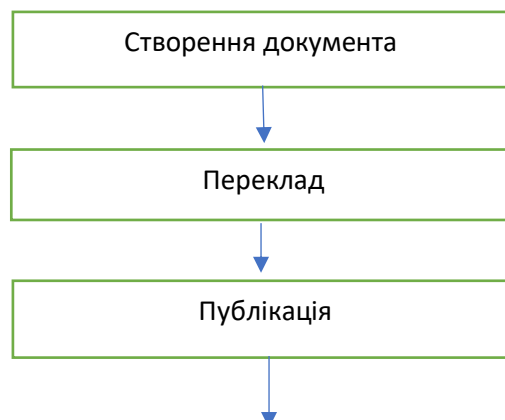 Створення документа
Переклад
Публікація